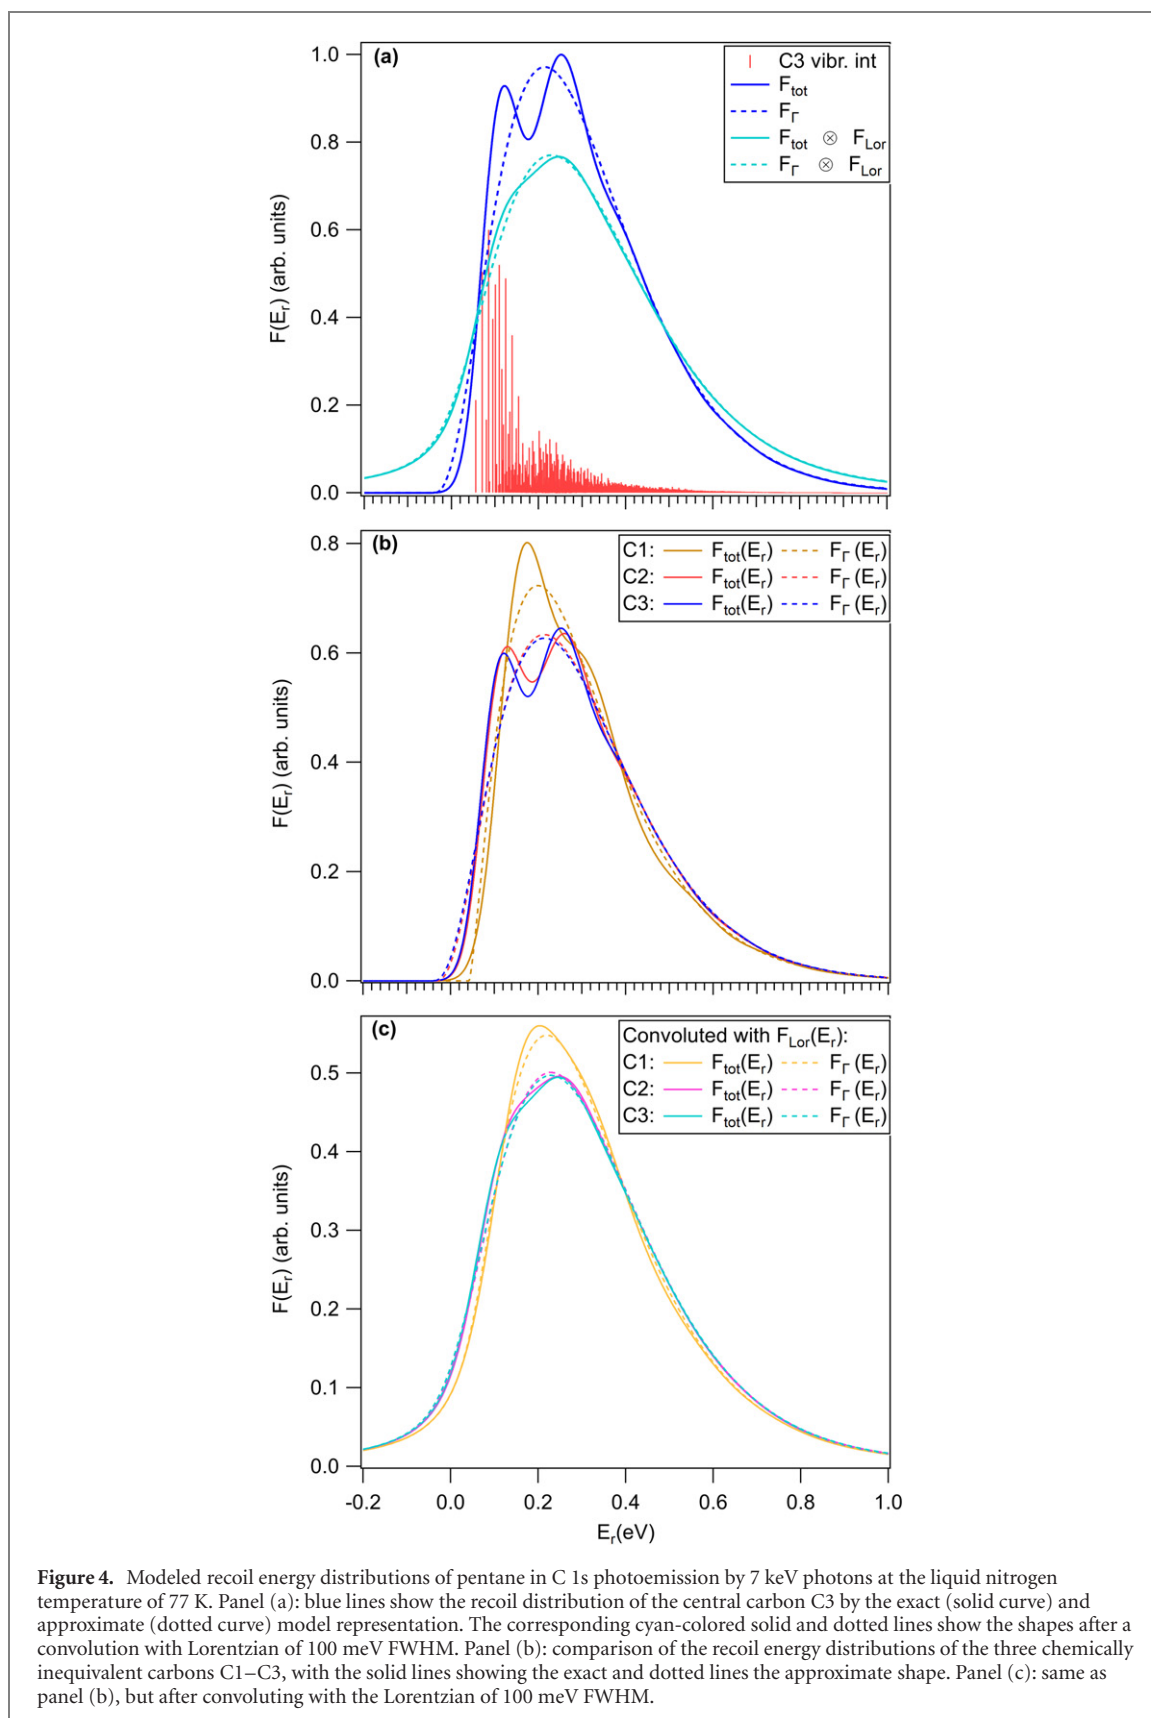 (a)
C3 vibr. int
F_tot
F_Γ
F_tot ⊗ F_Lor
F_Γ ⊗ F_Lor
1.0
0.8
0.6
0.4
0.2
0.0
F(E_r) (arb. units)
(b)
C1: F_tot(E_r) F_Γ(E_r)
C2: F_tot(E_r) F_Γ(E_r)
C3: F_tot(E_r) F_Γ(E_r)
0.8
0.6
0.4
0.2
0.0
F(E_r) (arb. units)
(c)
Convoluted with F_Lor(E_r):
C1: F_tot(E_r) F_Γ(E_r)
C2: F_tot(E_r) F_Γ(E_r)
C3: F_tot(E_r) F_Γ(E_r)
0.5
0.4
0.3
0.2
0.1
0.0
F(E_r) (arb. units)
-0.2 0.0 0.2 0.4 0.6 0.8 1.0
E_r(eV)
Figure 4. Modeled recoil energy distributions of pentane in C 1s photoemission by 7 keV photons at the liquid nitrogen
temperature of 77 K. Panel (a): blue lines show the recoil distribution of the central carbon C3 by the exact (solid curve) and
approximate (dotted curve) model representation. The corresponding cyan-colored solid and dotted lines show the shapes after a
convolution with Lorentzian of 100 meV FWHM. Panel (b): comparison of the recoil energy distributions of the three chemically
inequivalent carbons C1–C3, with the solid lines showing the exact and dotted lines the approximate shape. Panel (c): same as
panel (b), but after convoluting with the Lorentzian of 100 meV FWHM.